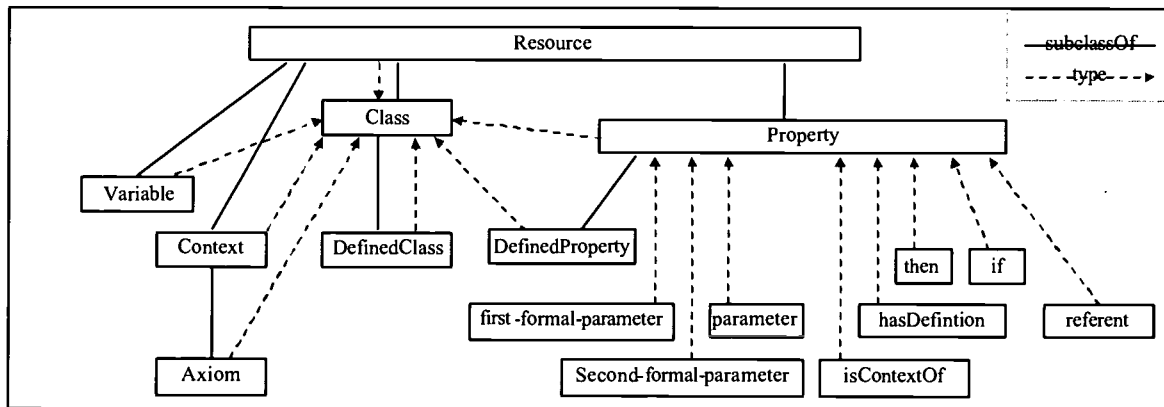 Resource
subclassOf
type
Class
Property
Variable
Context
DefinedClass
DefinedProperty
then
if
first-formal-parameter
parameter
hasDefintion
referent
Axiom
Second-formal-parameter
isContextOf